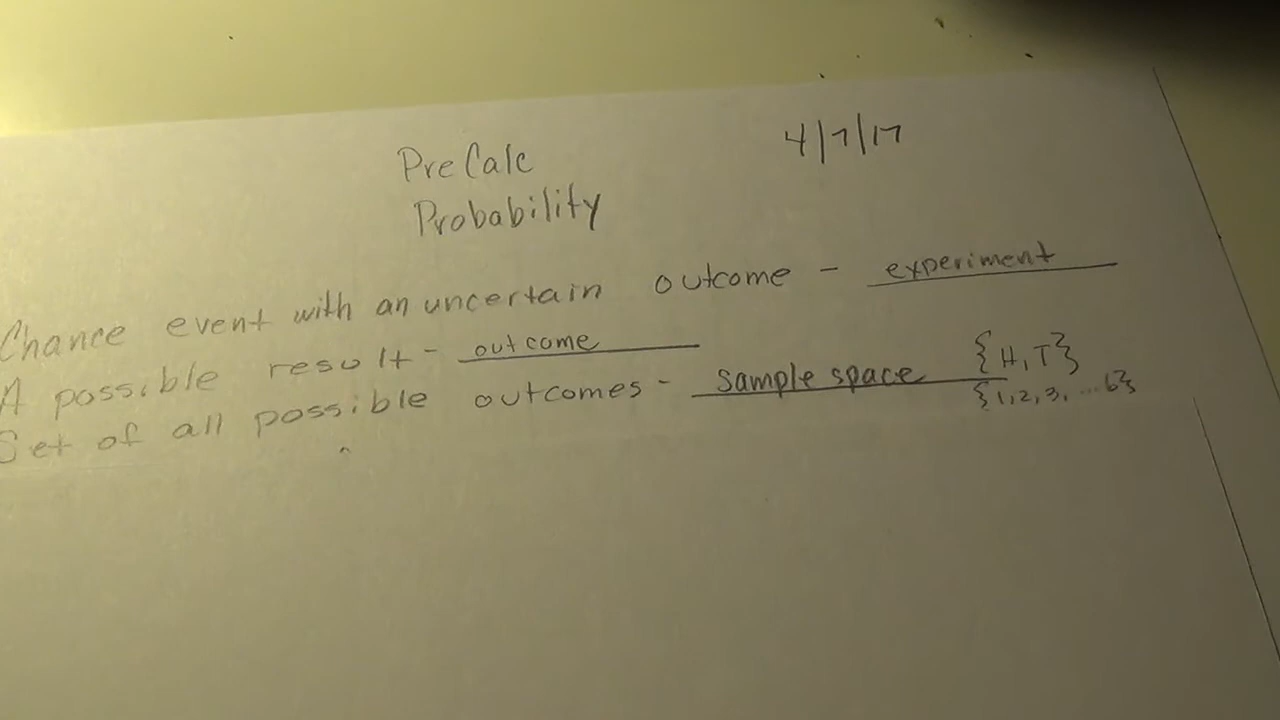 PreCalc
4/7/17
Probability
Chance event with an uncertain outcome - experiment
A possible result - outcome
Set of all possible outcomes - sample space {H, T}
{1, 2, 3, ... 6}